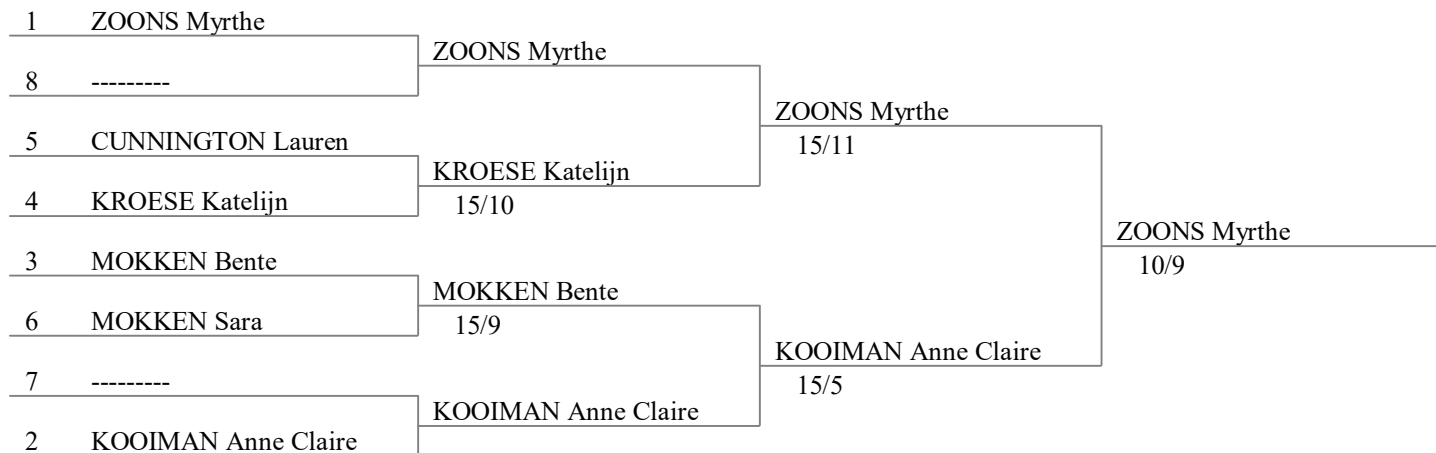 1 ZOONS Myrthe
ZOONS Myrthe
8 ---------
ZOONS Myrthe
15/11
5 CUNNINGTON Lauren
KROESE Katelijn
15/10
4 KROESE Katelijn
ZOONS Myrthe
10/9
3 MOKKEN Bente
MOKKEN Bente
15/9
6 MOKKEN Sara
KOOIMAN Anne Claire
15/5
7 ---------
KOOIMAN Anne Claire
2 KOOIMAN Anne Claire